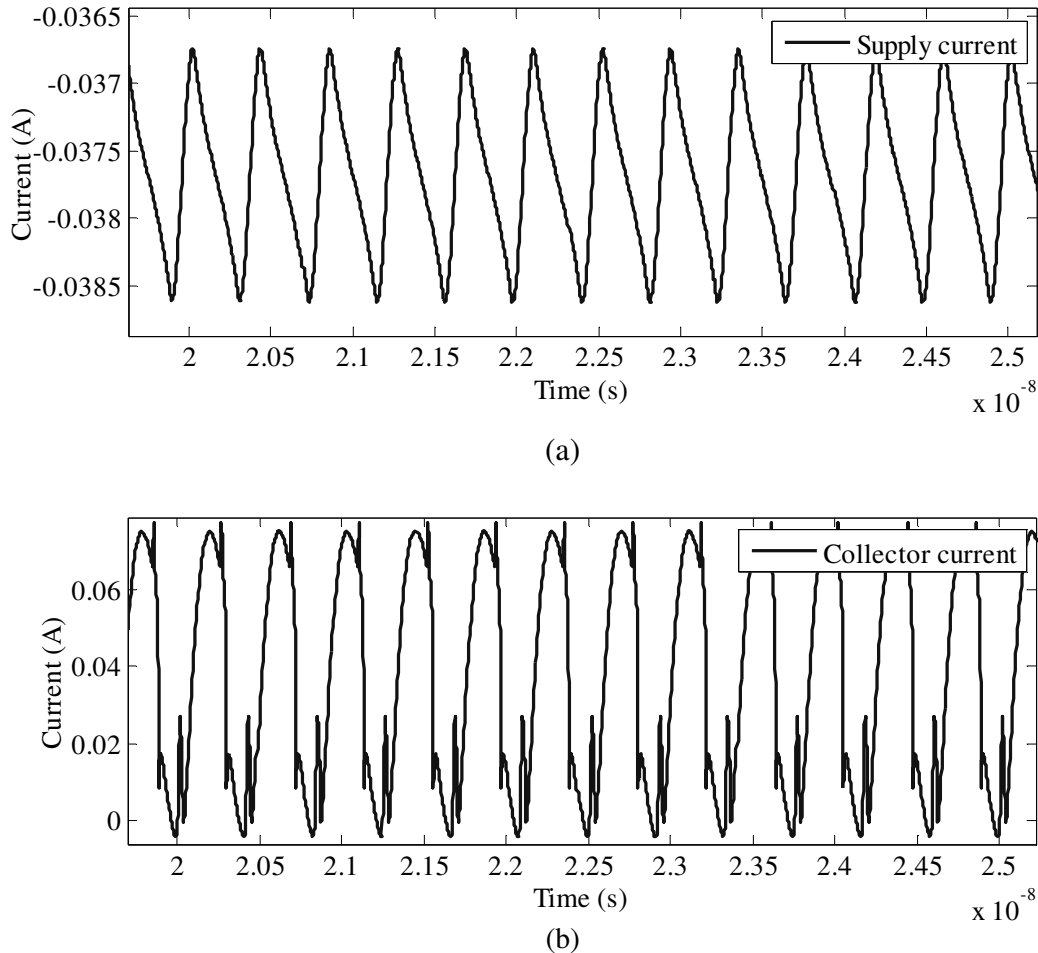 -0.0365
Supply current
-0.037
-0.0375
-0.038
-0.0385
Current (A)
2 2.05 2.1 2.15 2.2 2.25 2.3 2.35 2.4 2.45 2.5
Time (s)
x 10-8
(a)
Collector current
0.06
0.04
0.02
0
Current (A)
2 2.05 2.1 2.15 2.2 2.25 2.3 2.35 2.4 2.45 2.5
Time (s)
x 10-8
(b)